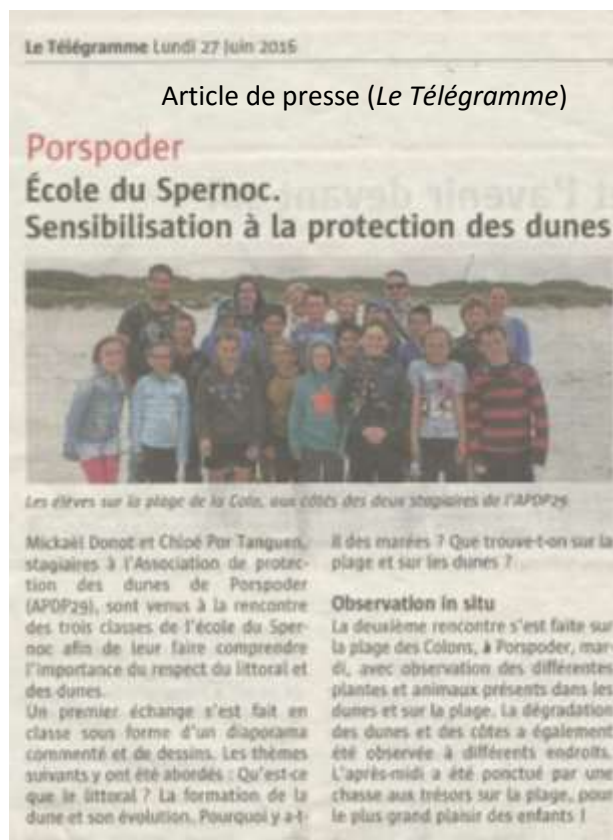 Le Télégramme Lundi 27 Juin 2016
Article de presse (Le Télégramme)
Porspoder
École du Spernoc.
Sensibilisation à la protection des dunes
Les élèves sur la plage de la Cole, aux côtés des deux stagiaires de l'APDP29
Mickaël Donot et Chloé Por Tanguen,
stagiaires à l'Association de protec-
tion des dunes de Porspoder
(APDP29), sont venus à la rencontre
des trois classes de l'école du Sper-
noc afin de leur faire comprendre
l'importance du respect du littoral et
des dunes.
Un premier échange s'est fait en
classe sous forme d'un diaporama
commenté et de dessins. Les thèmes
suivants y ont été abordés : Qu'est-ce
que le littoral ? La formation de la
dune et son évolution. Pourquoi y a-t-
il des marées ? Que trouve-t-on sur la
plage et sur les dunes ?
Observation in situ
La deuxième rencontre s'est faite sur
la plage des Colons, à Porspoder, mar-
di, avec observation des différentes
plantes et animaux présents dans les
dunes et sur la plage. La dégradation
des dunes et des côtes a également
été observée à différents endroits.
L'après-midi a été ponctué par une
chasse aux trésors sur la plage, pour
le plus grand plaisir des enfants !